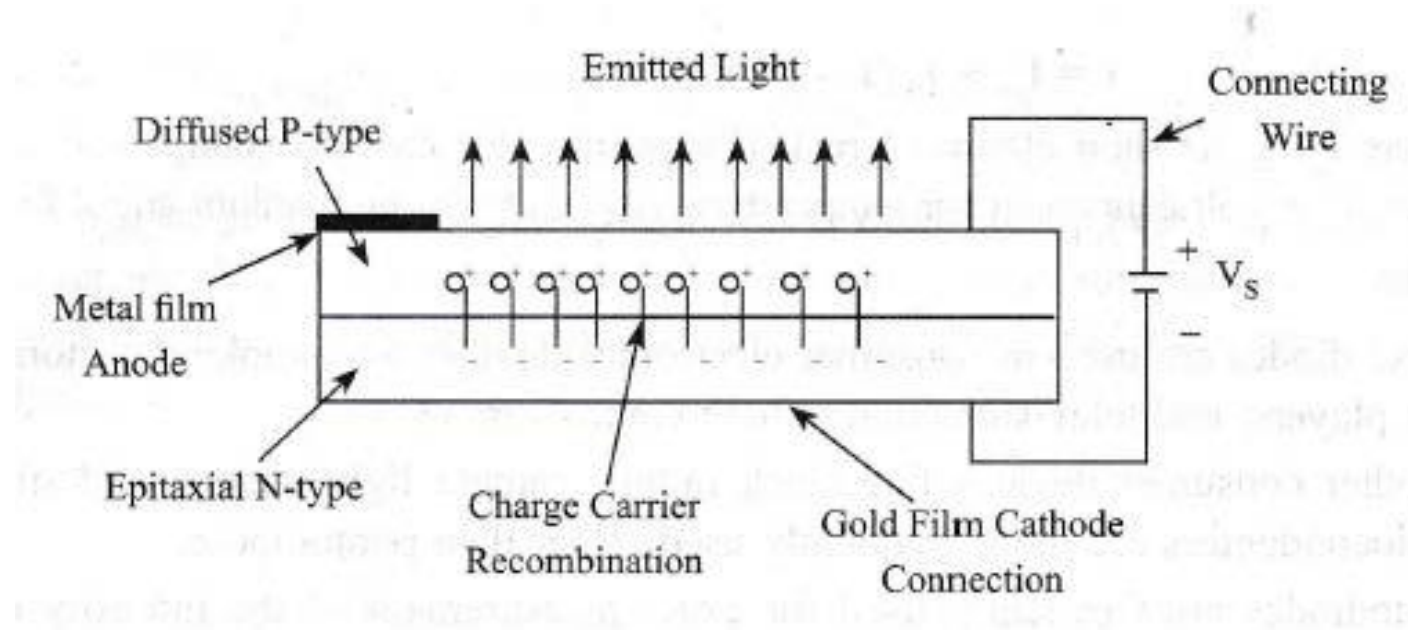 Emitted Light
Connecting
Wire
Diffused P-type
+
V_S
−
Metal film
Anode
Epitaxial N-type
Charge Carrier
Recombination
Gold Film Cathode
Connection